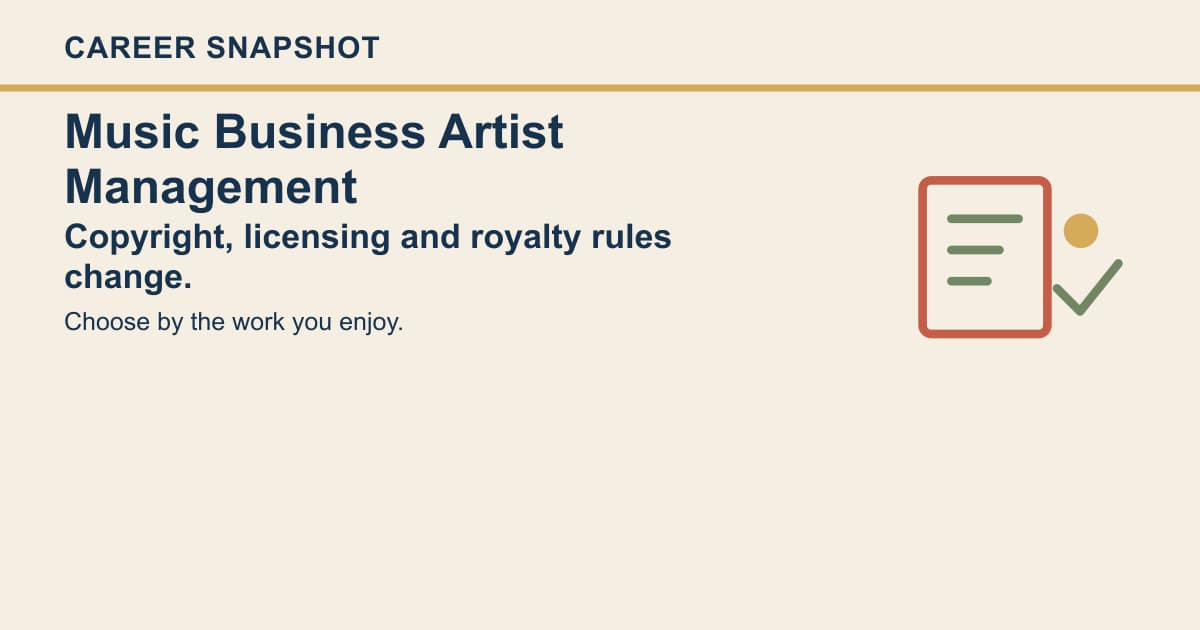 CAREER SNAPSHOT
Music Business Artist
Management
Copyright, licensing and royalty rules
change.
Choose by the work you enjoy.